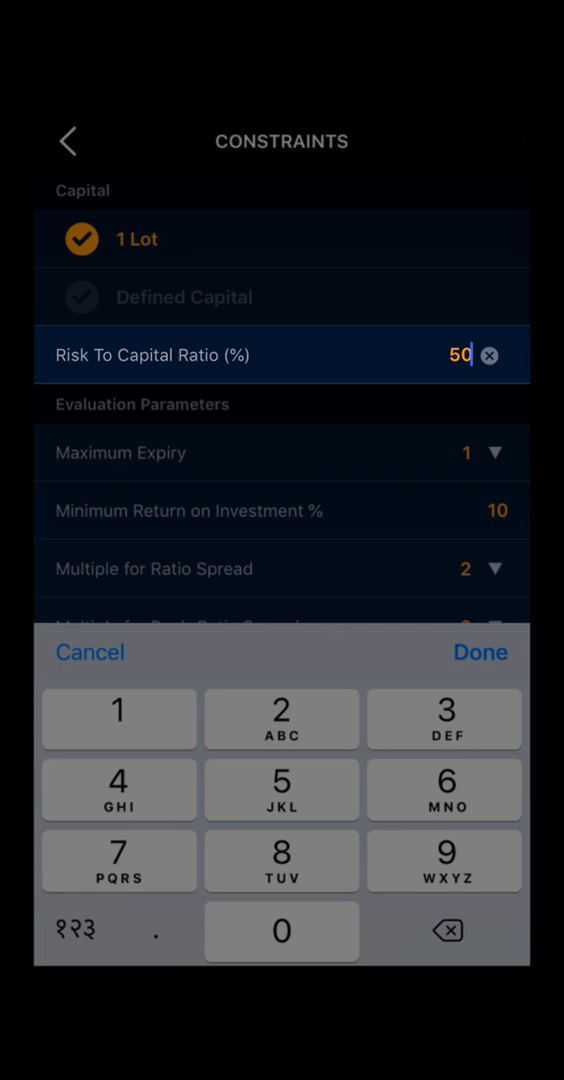 CONSTRAINTS
Capital
1 Lot
Defined Capital
Risk To Capital Ratio (%) 50
Evaluation Parameters
Maximum Expiry 1
Minimum Return on Investment % 10
Multiple for Ratio Spread 2
Cancel Done
1 2 ABC 3 DEF
4 GHI 5 JKL 6 MNO
7 PQRS 8 TUV 9 WXYZ
१२३ . 0